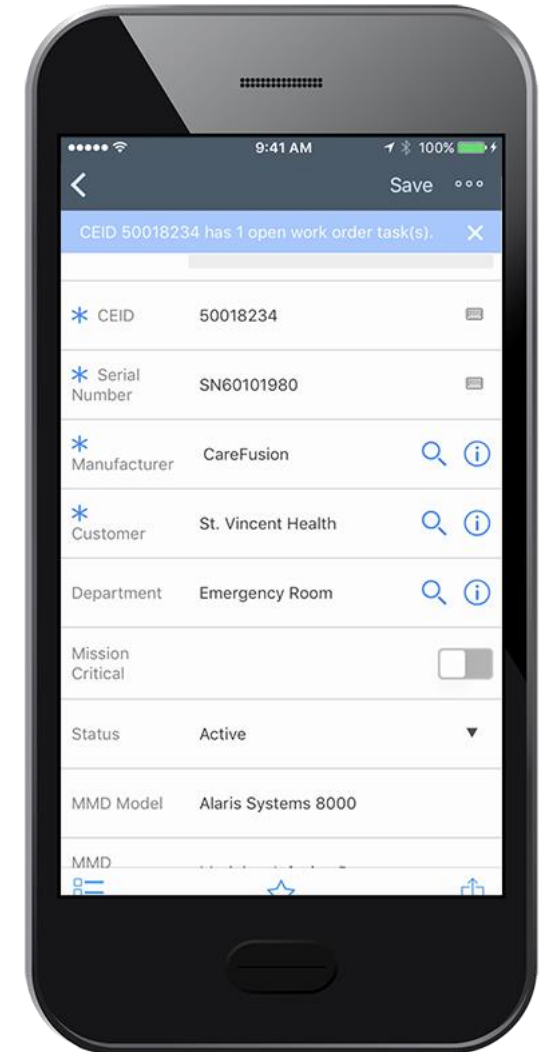 9:41 AM
100%
Save
CEID 50018234 has 1 open work order task(s).
* CEID 50018234
* Serial
Number
SN60101980
*
Manufacturer
CareFusion
*
Customer
St. Vincent Health
Department Emergency Room
Mission
Critical
Status Active
MMD Model Alaris Systems 8000
MMD